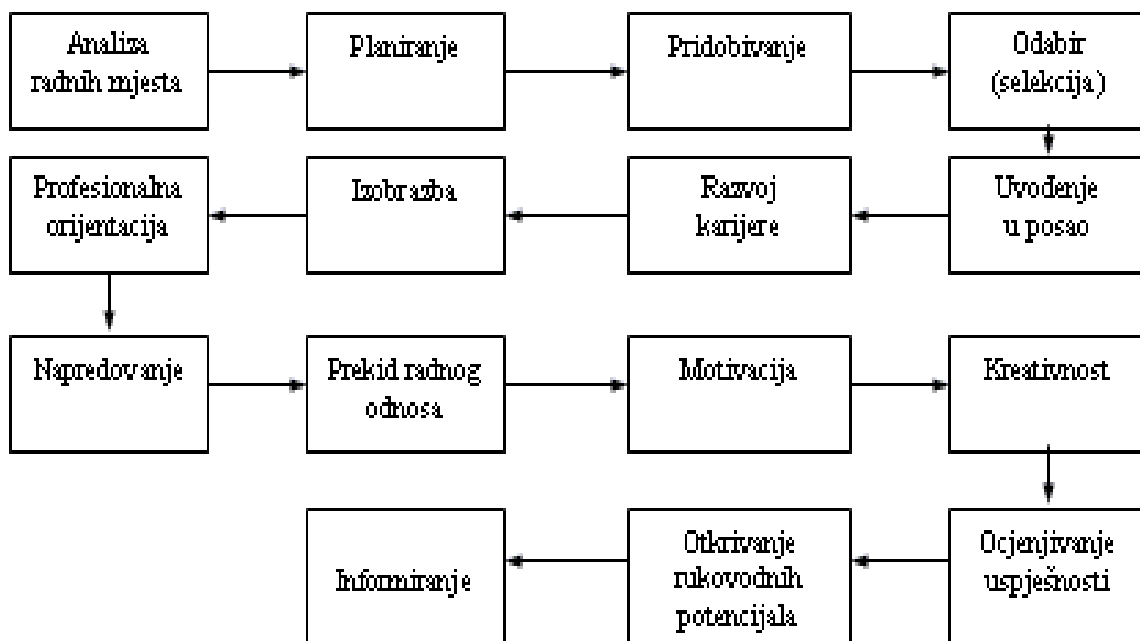 Analiza
radnih mjesta
Planiranje
Pridobivanje
Odabir
(selekcija)
Uvođenje
u posao
Razvoj
karijere
Izobrazba
Profesionalna
orijentacija
Napredovanje
Prekid radnog
odnosa
Motivacija
Kreativnost
Ocjenjivanje
uspješnosti
Otkrivanje
rukovodnih
potencijala
Informiranje